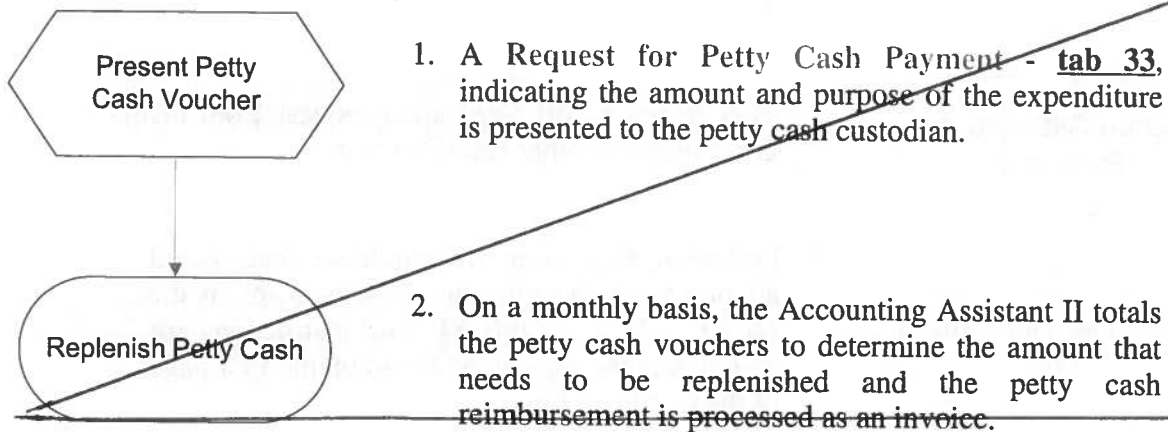 Present Petty
Cash Voucher
1. A Request for Petty Cash Payment - tab 33,
indicating the amount and purpose of the expenditure
is presented to the petty cash custodian.
Replenish Petty Cash
2. On a monthly basis, the Accounting Assistant II totals
the petty cash vouchers to determine the amount that
needs to be replenished and the petty cash
reimbursement is processed as an invoice.